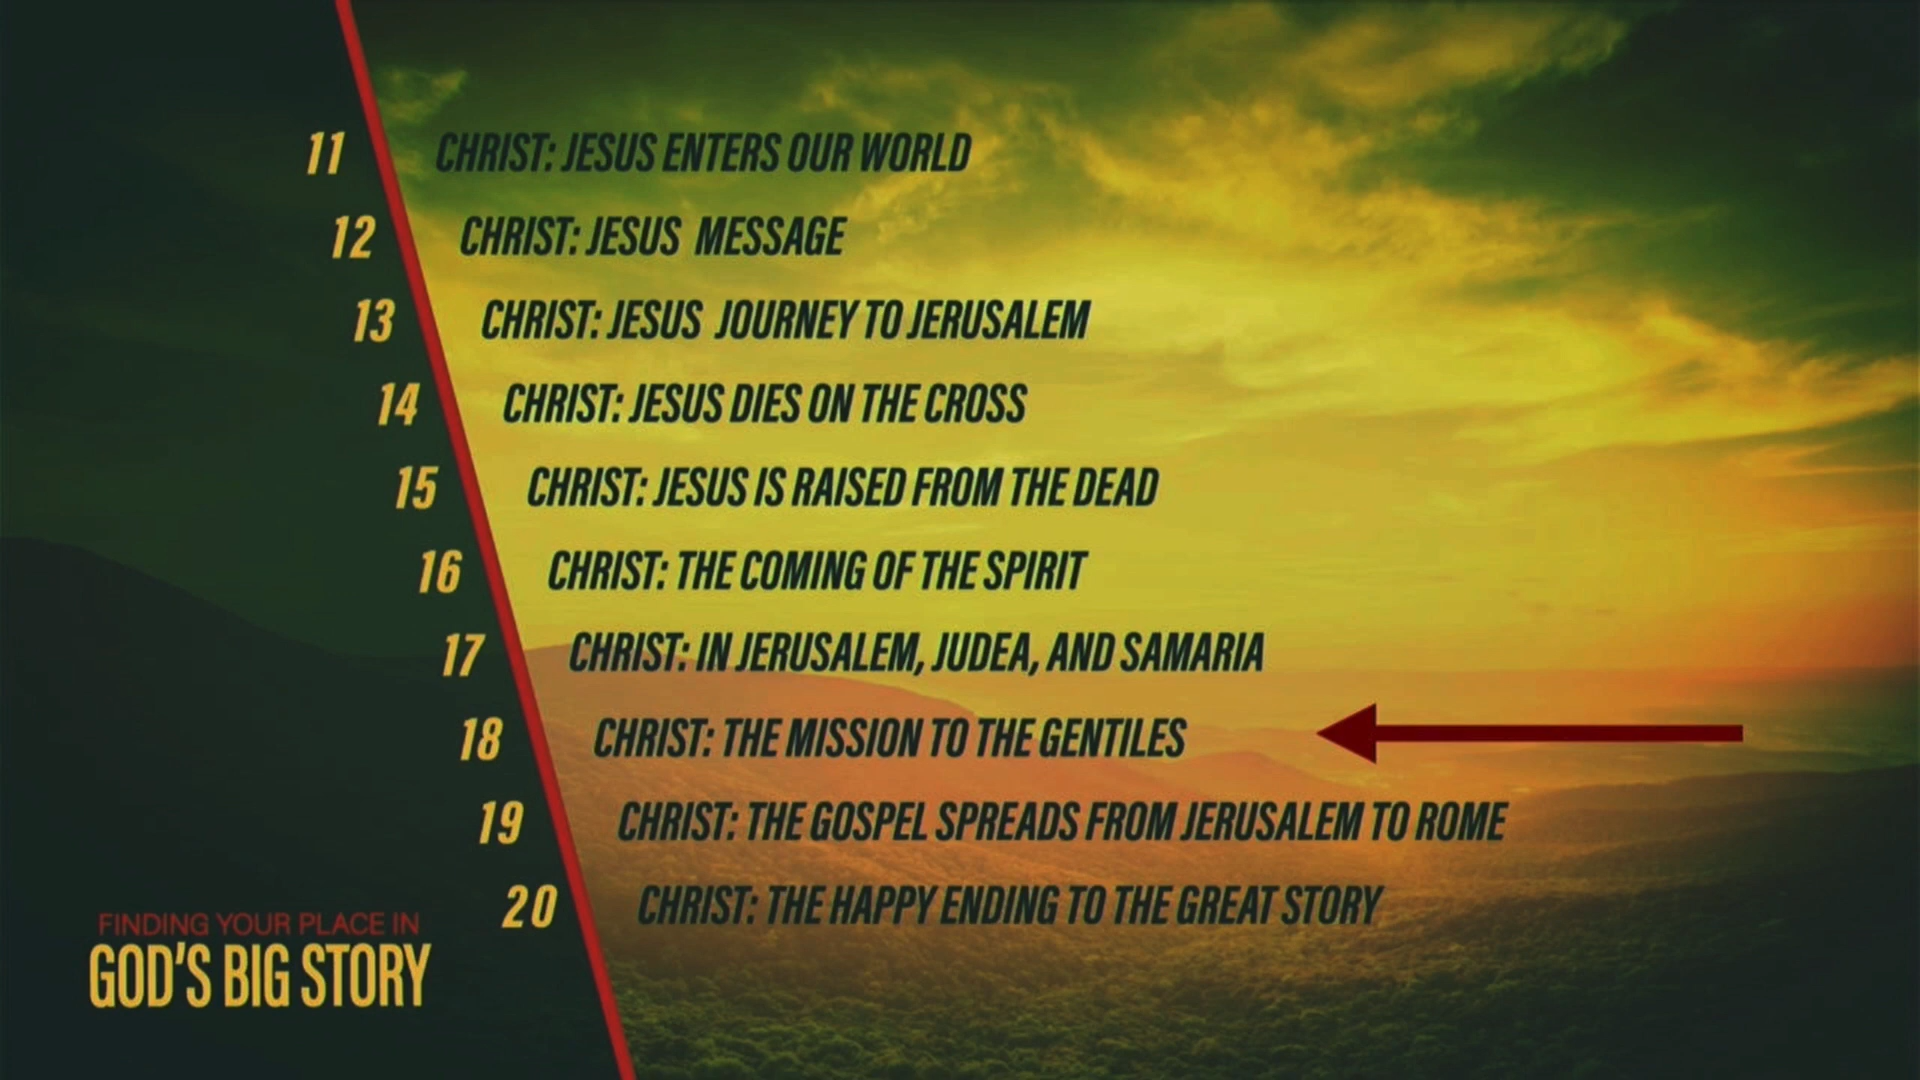 11 CHRIST: JESUS ENTERS OUR WORLD
12 CHRIST: JESUS MESSAGE
13 CHRIST: JESUS JOURNEY TO JERUSALEM
14 CHRIST: JESUS DIES ON THE CROSS
15 CHRIST: JESUS IS RAISED FROM THE DEAD
16 CHRIST: THE COMING OF THE SPIRIT
17 CHRIST: IN JERUSALEM, JUDEA, AND SAMARIA
18 CHRIST: THE MISSION TO THE GENTILES
19 CHRIST: THE GOSPEL SPREADS FROM JERUSALEM TO ROME
20 CHRIST: THE HAPPY ENDING TO THE GREAT STORY
FINDING YOUR PLACE IN
GOD'S BIG STORY